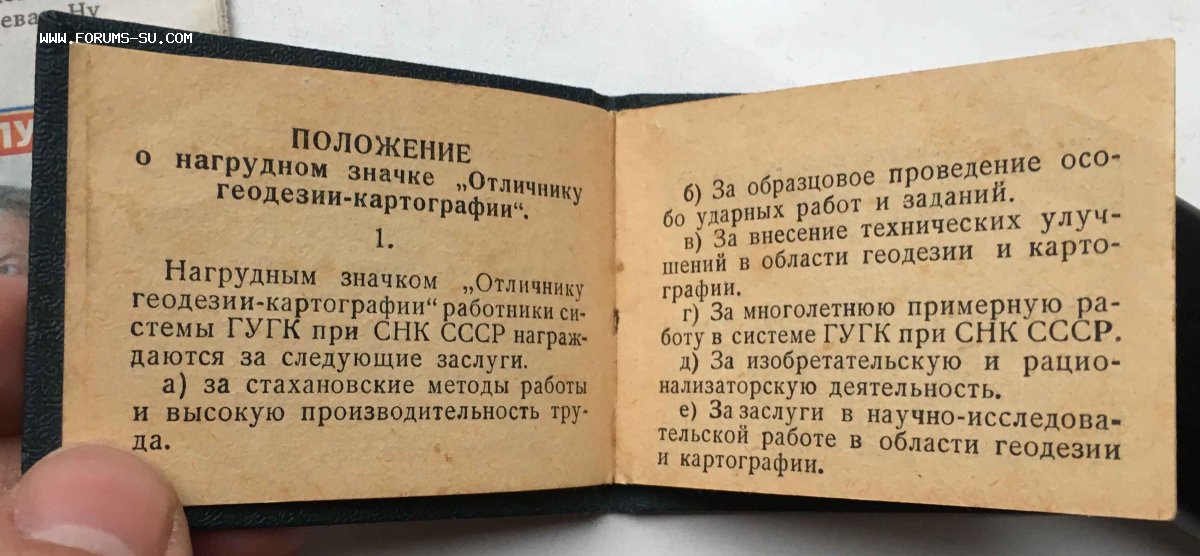 еваю Ну
WWW.FORUMS-SU.COM
ПОЛОЖЕНИЕ
о нагрудном значке „Отличнику
геодезии-картографии“.
1.
Нагрудным значком „Отличнику
геодезии-картографии“ работники си-
стемы ГУГК при СНК СССР награж-
даются за следующие заслуги.
а) за стахановские методы работы
и высокую производительность тру-
да.
б) За образцовое проведение осо-
бо ударных работ и заданий.
в) За внесение технических улуч-
шений в области геодезии и карто-
графии.
г) За многолетнюю примерную ра-
боту в системе ГУГК при СНК СССР.
д) За изобретательскую и рацио-
нализаторскую деятельность.
е) За заслуги в научно-исследова-
тельской работе в области геодезии
и картографии.